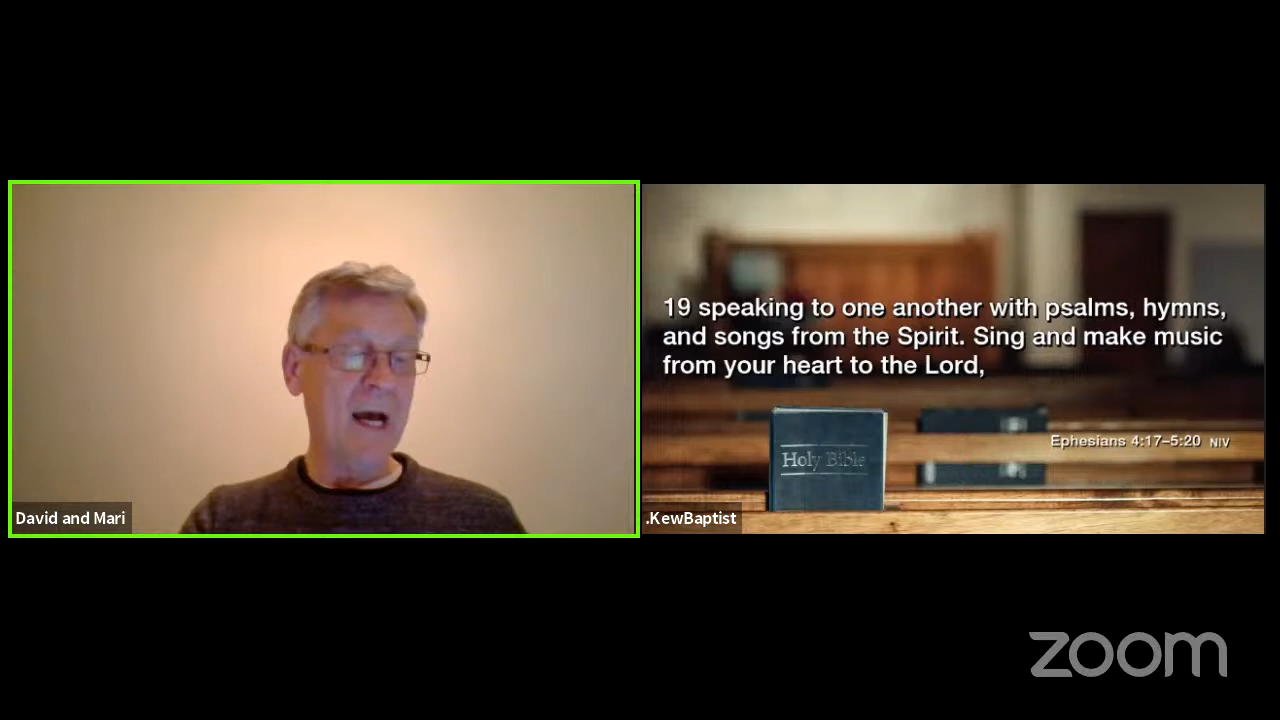 19 speaking to one another with psalms, hymns,
and songs from the Spirit. Sing and make music
from your heart to the Lord,
Holy Bible
Ephesians 4:17–5:20 NIV
David and Mari
.KewBaptist
zoom